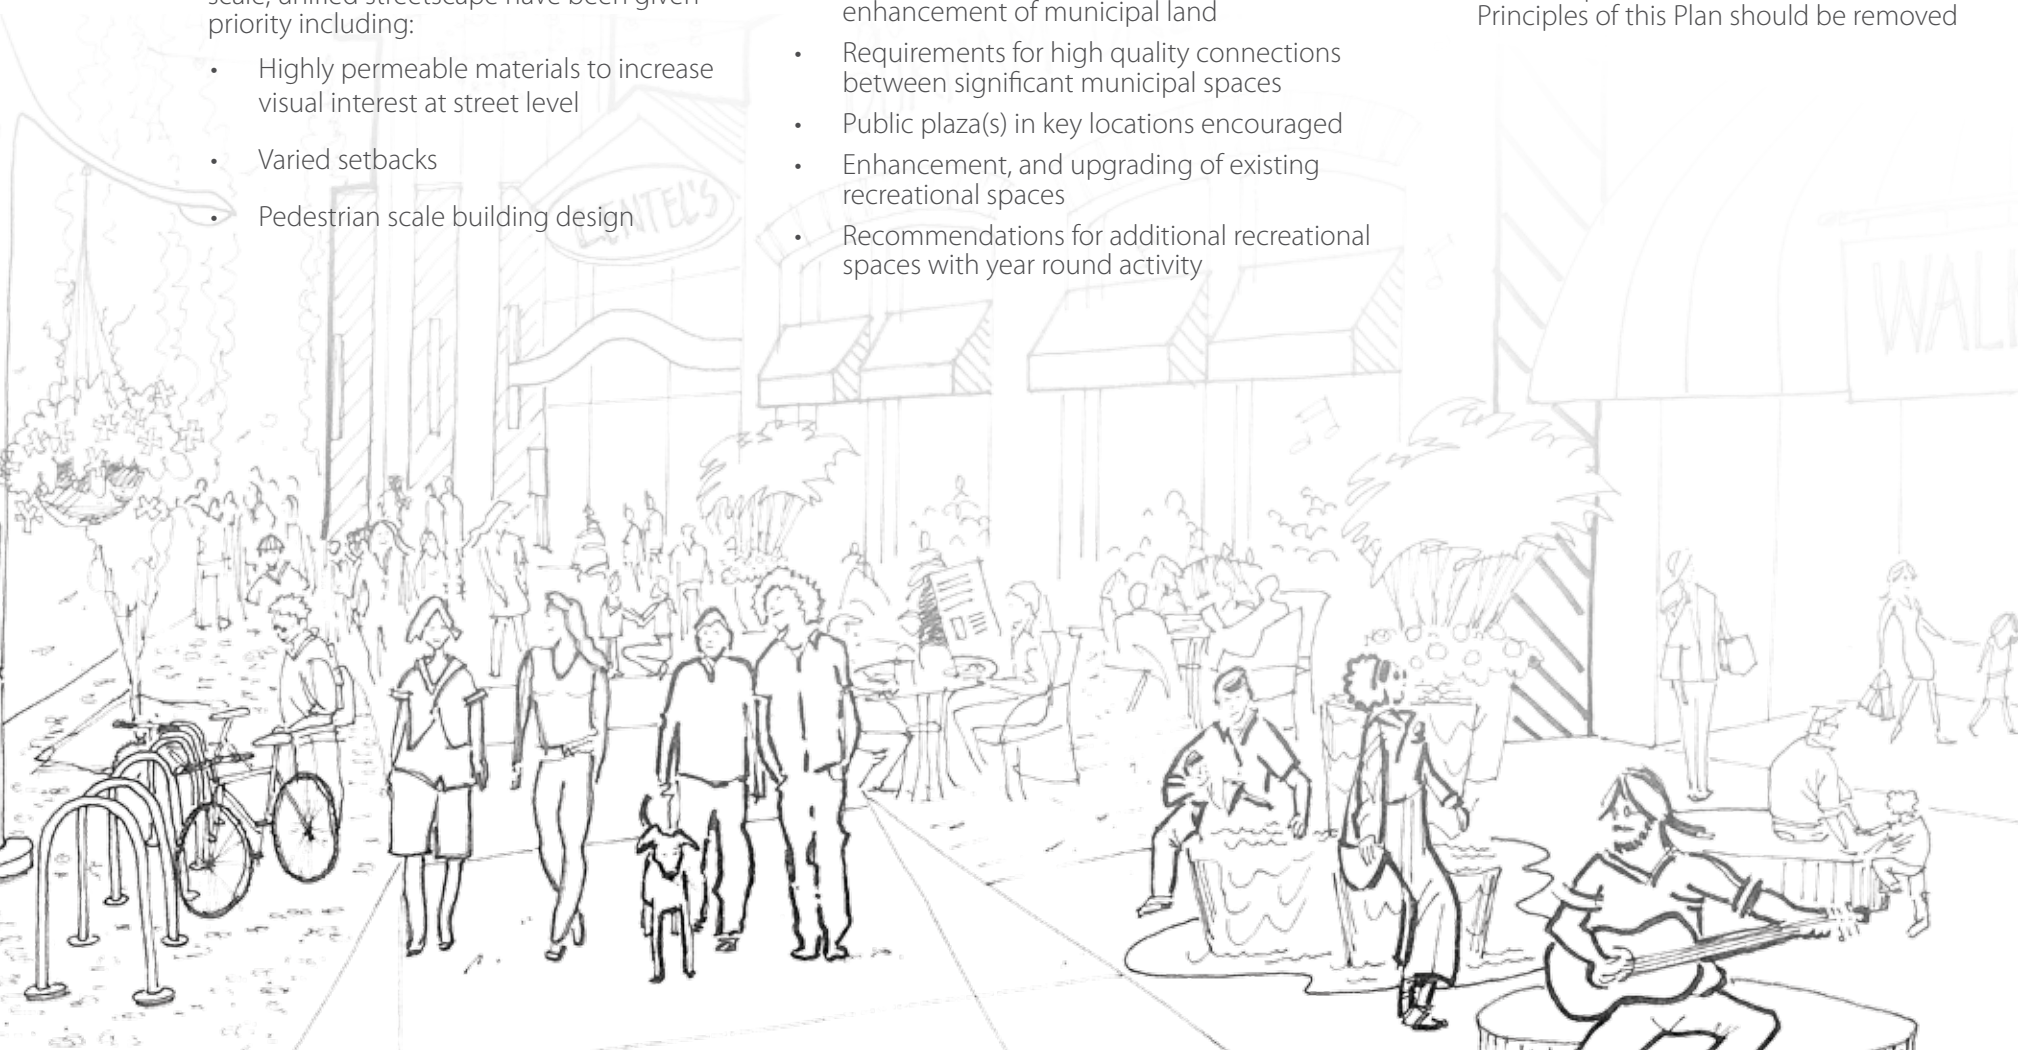 priority including:
• Highly permeable materials to increase
visual interest at street level
• Varied setbacks
• Pedestrian scale building design
enhancement of municipal land
• Requirements for high quality connections
between significant municipal spaces
• Public plaza(s) in key locations encouraged
• Enhancement, and upgrading of existing
recreational spaces
• Recommendations for additional recreational
spaces with year round activity
Principles of this Plan should be removed
WAL